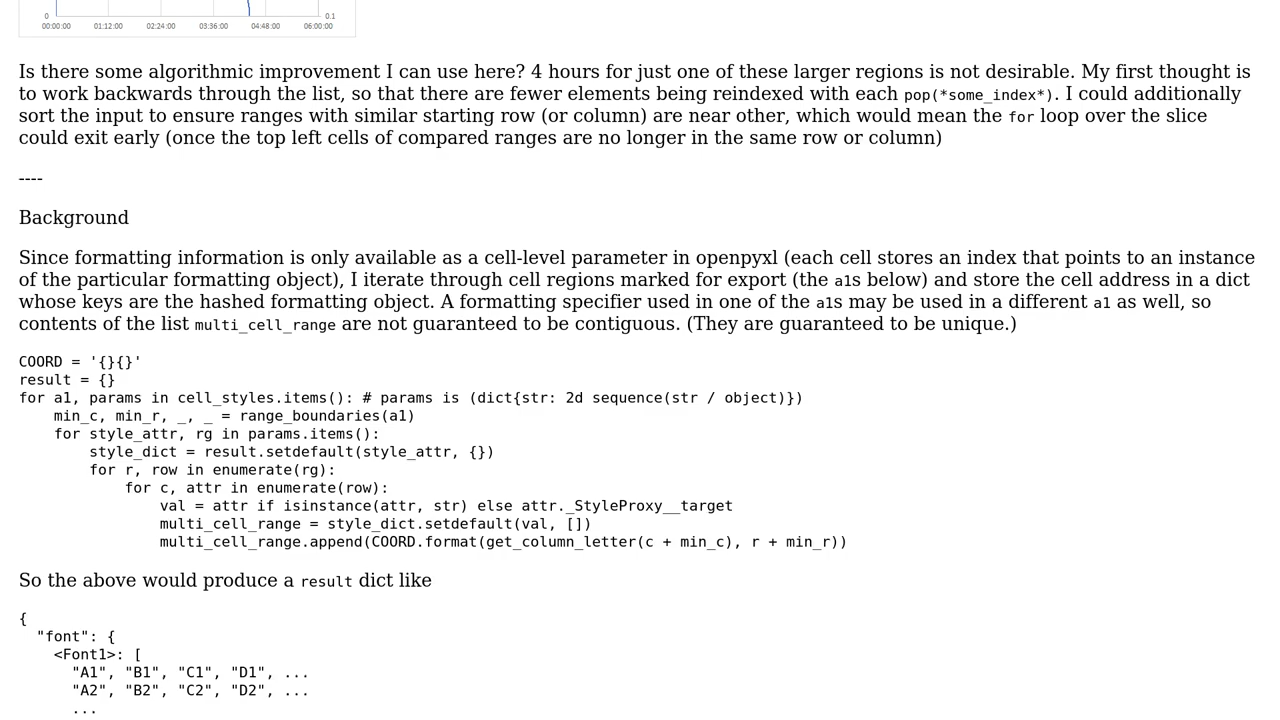 0 0.1
00:00:00 01:12:00 02:24:00 03:36:00 04:48:00 06:00:00
Is there some algorithmic improvement I can use here? 4 hours for just one of these larger regions is not desirable. My first thought is
to work backwards through the list, so that there are fewer elements being reindexed with each pop(*some_index*). I could additionally
sort the input to ensure ranges with similar starting row (or column) are near other, which would mean the for loop over the slice
could exit early (once the top left cells of compared ranges are no longer in the same row or column)
----
Background
Since formatting information is only available as a cell-level parameter in openpyxl (each cell stores an index that points to an instance
of the particular formatting object), I iterate through cell regions marked for export (the a1s below) and store the cell address in a dict
whose keys are the hashed formatting object. A formatting specifier used in one of the a1s may be used in a different a1 as well, so
contents of the list multi_cell_range are not guaranteed to be contiguous. (They are guaranteed to be unique.)
COORD = '{}{}'
result = {}
for a1, params in cell_styles.items(): # params is (dict{str: 2d sequence(str / object)})
    min_c, min_r, _, _ = range_boundaries(a1)
    for style_attr, rg in params.items():
        style_dict = result.setdefault(style_attr, {})
        for r, row in enumerate(rg):
            for c, attr in enumerate(row):
                val = attr if isinstance(attr, str) else attr._StyleProxy__target
                multi_cell_range = style_dict.setdefault(val, [])
                multi_cell_range.append(COORD.format(get_column_letter(c + min_c), r + min_r))
So the above would produce a result dict like
{
  "font": {
    <Font1>: [
      "A1", "B1", "C1", "D1", ...
      "A2", "B2", "C2", "D2", ...
      ...